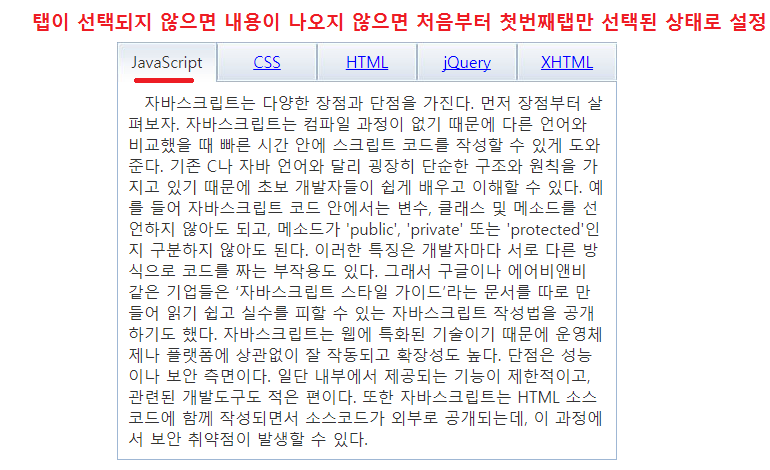 탭이 선택되지 않으면 내용이 나오지 않으면 처음부터 첫번째탭만 선택된 상태로 설정
JavaScript CSS HTML jQuery XHTML
자바스크립트는 다양한 장점과 단점을 가진다. 먼저 장점부터 살
펴보자. 자바스크립트는 컴파일 과정이 없기 때문에 다른 언어와
비교했을 때 빠른 시간 안에 스크립트 코드를 작성할 수 있게 도와
준다. 기존 C나 자바 언어와 달리 굉장히 단순한 구조와 원칙을 가
지고 있기 때문에 초보 개발자들이 쉽게 배우고 이해할 수 있다. 예
를 들어 자바스크립트 코드 안에서는 변수, 클래스 및 메소드를 선
언하지 않아도 되고, 메소드가 'public', 'private' 또는 'protected'인
지 구분하지 않아도 된다. 이러한 특징은 개발자마다 서로 다른 방
식으로 코드를 짜는 부작용도 있다. 그래서 구글이나 에어비앤비
같은 기업들은 ‘자바스크립트 스타일 가이드’라는 문서를 따로 만
들어 읽기 쉽고 실수를 피할 수 있는 자바스크립트 작성법을 공개
하기도 했다. 자바스크립트는 웹에 특화된 기술이기 때문에 운영체
제나 플랫폼에 상관없이 잘 작동되고 확장성도 높다. 단점은 성능
이나 보안 측면이다. 일단 내부에서 제공되는 기능이 제한적이고,
관련된 개발도구도 적은 편이다. 또한 자바스크립트는 HTML 소스
코드에 함께 작성되면서 소스코드가 외부로 공개되는데, 이 과정에
서 보안 취약점이 발생할 수 있다.